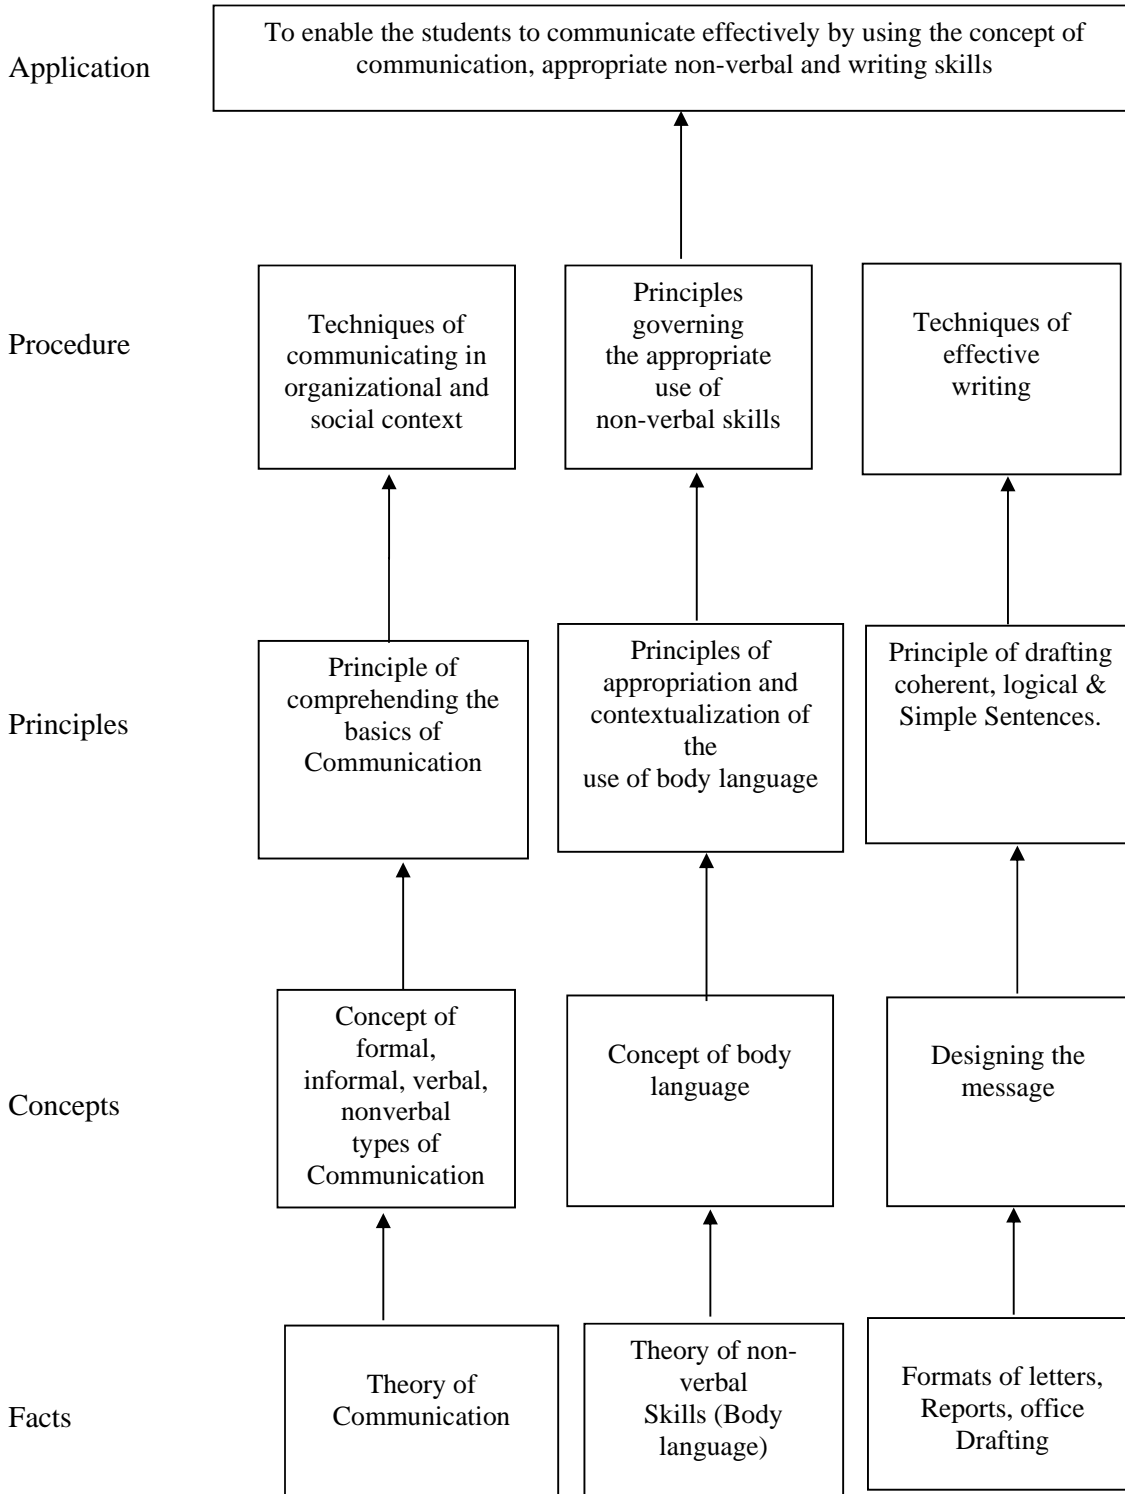 To enable the students to communicate effectively by using the concept of
communication, appropriate non-verbal and writing skills
Application
Procedure
Techniques of
communicating in
organizational and
social context
Principles
governing
the appropriate
use of
non-verbal skills
Techniques of
effective
writing
Principles
Principle of
comprehending the
basics of
Communication
Principles of
appropriation and
contextualization of
the
use of body language
Principle of drafting
coherent, logical &
Simple Sentences.
Concepts
Concept of
formal,
informal, verbal,
nonverbal
types of
Communication
Concept of body
language
Designing the
message
Facts
Theory of
Communication
Theory of non-
verbal
Skills (Body
language)
Formats of letters,
Reports, office
Drafting